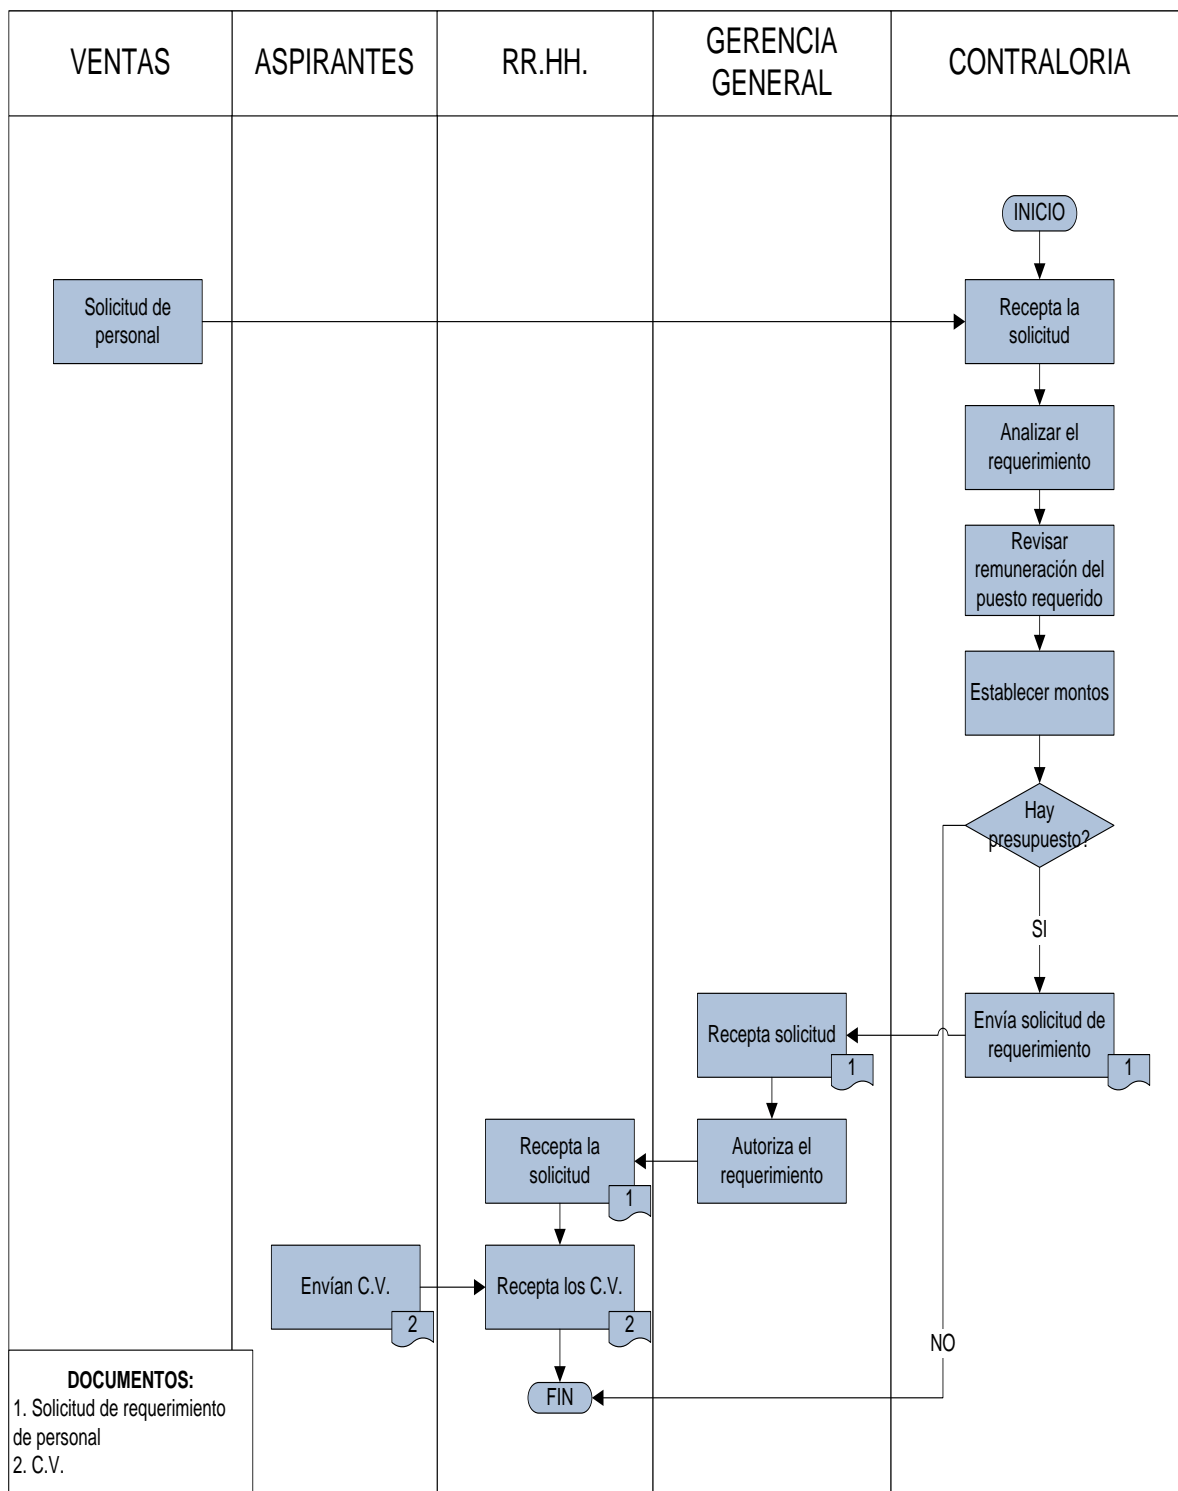 VENTAS
ASPIRANTES
RR.HH.
GERENCIA
GENERAL
CONTRALORIA
INICIO
Solicitud de
personal
Recepta la
solicitud
Analizar el
requerimiento
Revisar
remuneración del
puesto requerido
Establecer montos
Hay
presupuesto?
SI
Recepta solicitud
1
Envía solicitud de
requerimiento
1
Recepta la
solicitud
1
Autoriza el
requerimiento
Envían C.V.
2
Recepta los C.V.
2
NO
FIN
DOCUMENTOS:
1. Solicitud de requerimiento
de personal
2. C.V.